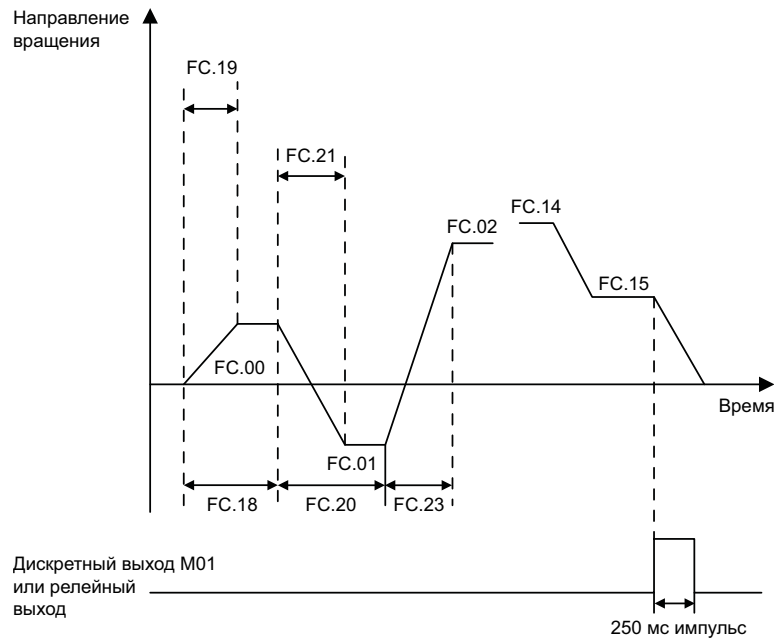 Направление
вращения
FC.19
FC.21
FC.14
FC.02
FC.15
FC.00
Время
FC.01
FC.18
FC.20
FC.23
Дискретный выход M01
или релейный
выход
250 мс импульс